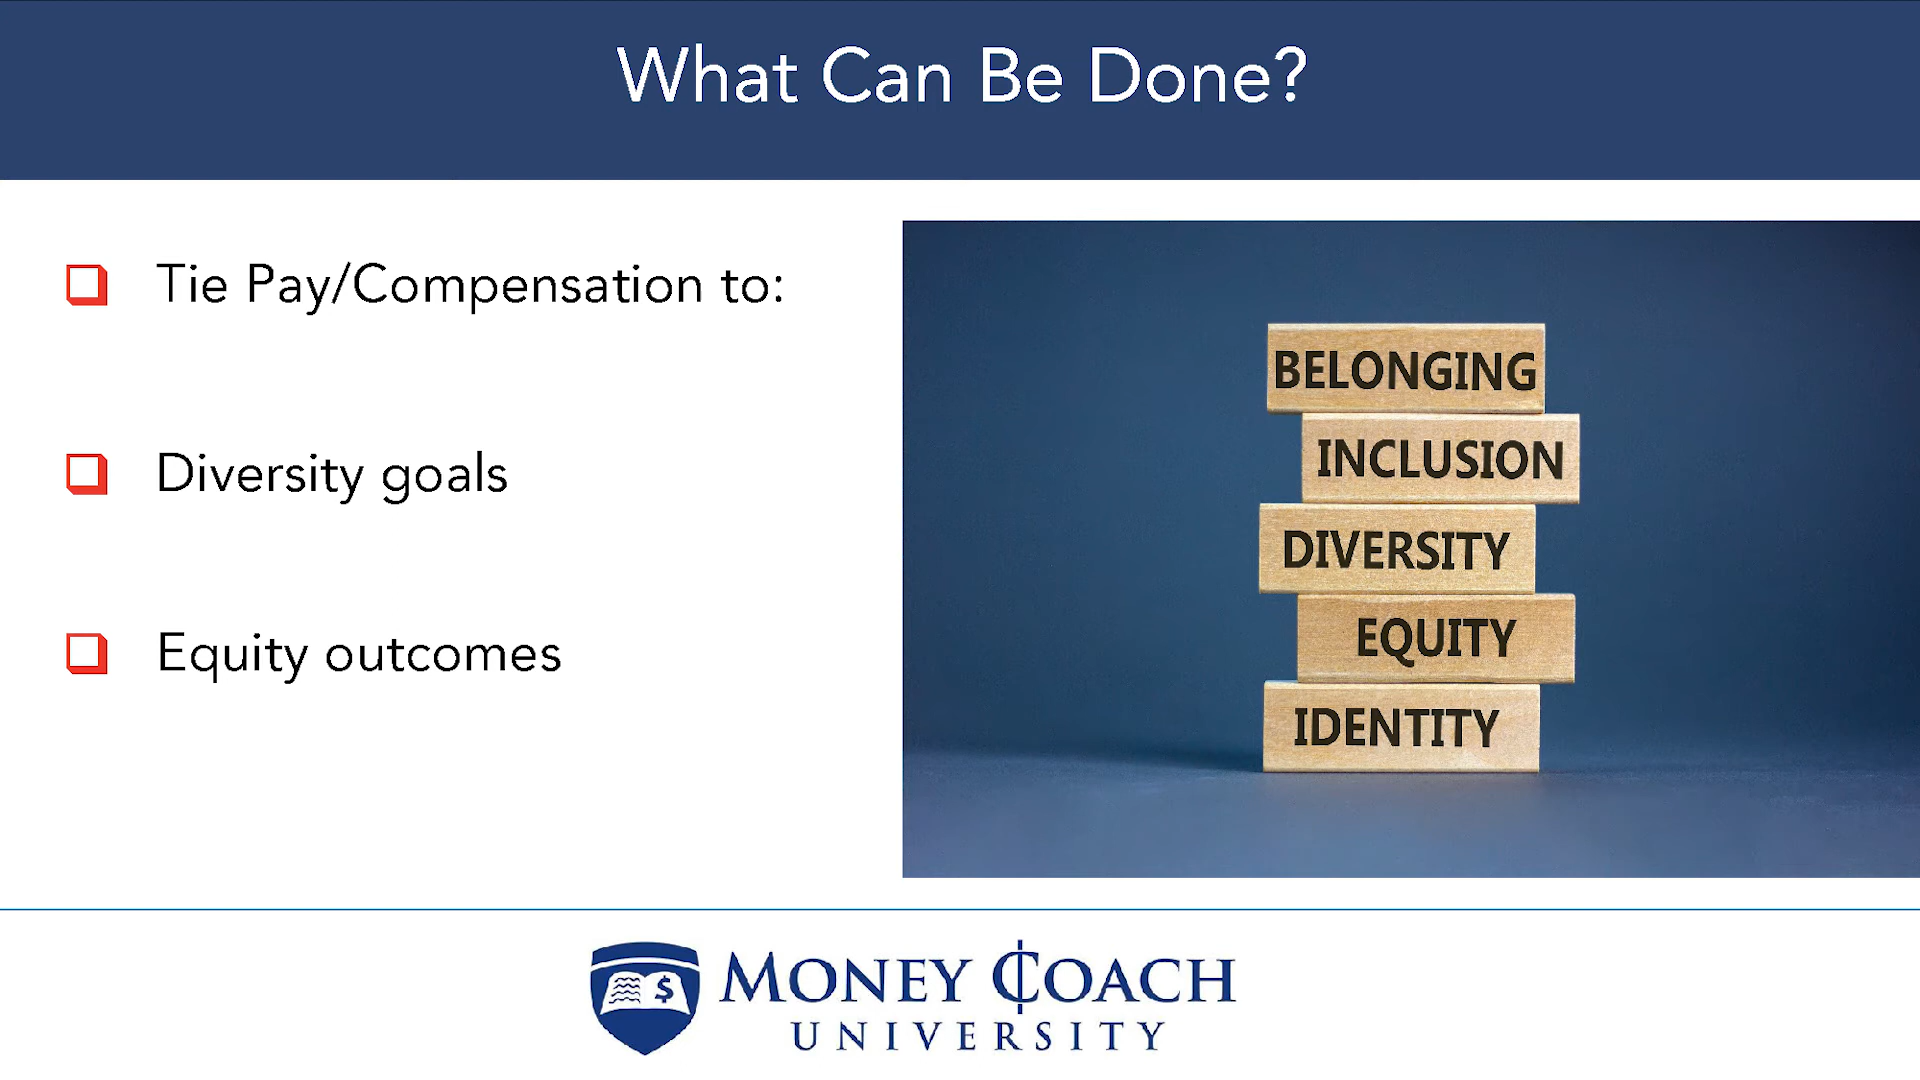 What Can Be Done?
Tie Pay/Compensation to:
Diversity goals
Equity outcomes
BELONGING
INCLUSION
DIVERSITY
EQUITY
IDENTITY
$
MONEY COACH
UNIVERSITY